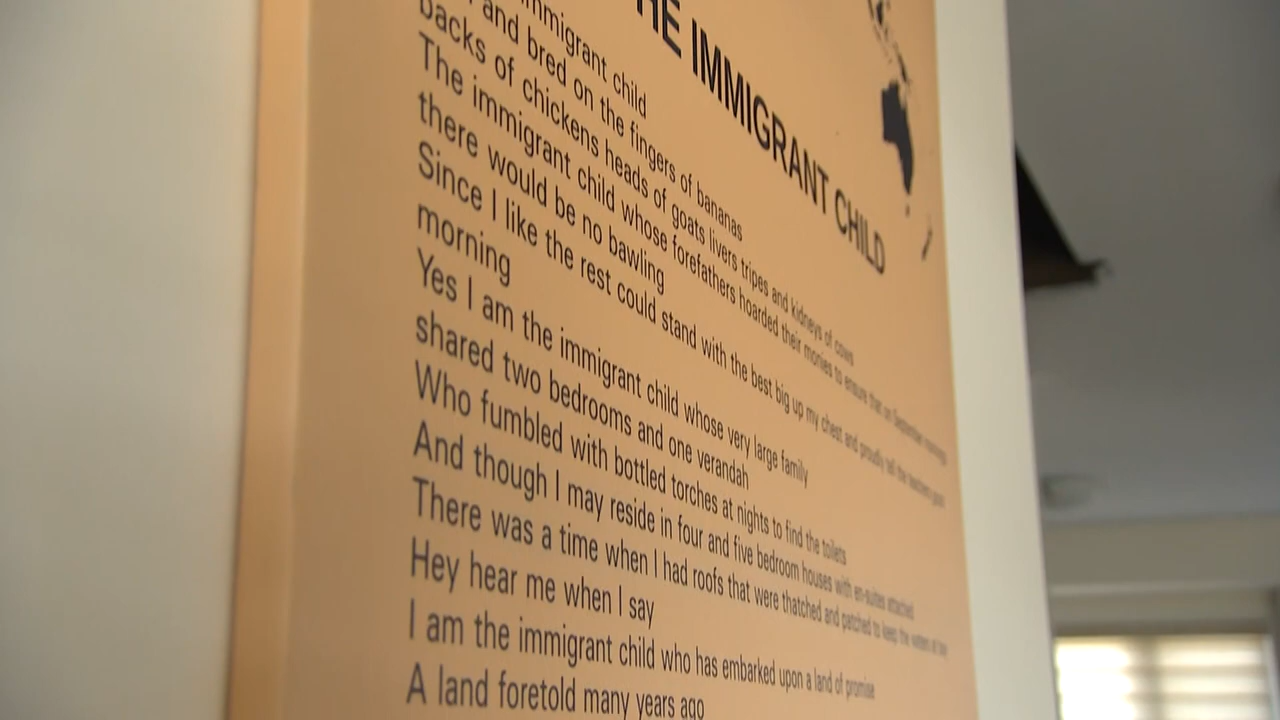 THE IMMIGRANT CHILD
immigrant child
and bred on the fingers of bananas
backs of chickens heads of goats livers tripes and kidneys of cows
The immigrant child whose forefathers hoarded their monies to ensure that on September mornings
there would be no bawling
Since I like the rest could stand with the best big up my chest and proudly tell the teachers good
morning
Yes I am the immigrant child whose very large family
shared two bedrooms and one verandah
Who fumbled with bottled torches at nights to find the toilets
And though I may reside in four and five bedroom houses with en-suites attached
There was a time when I had roofs that were thatched and patched to keep the waters at bay
Hey hear me when I say
I am the immigrant child who has embarked upon a land of promise
A land foretold many years ago